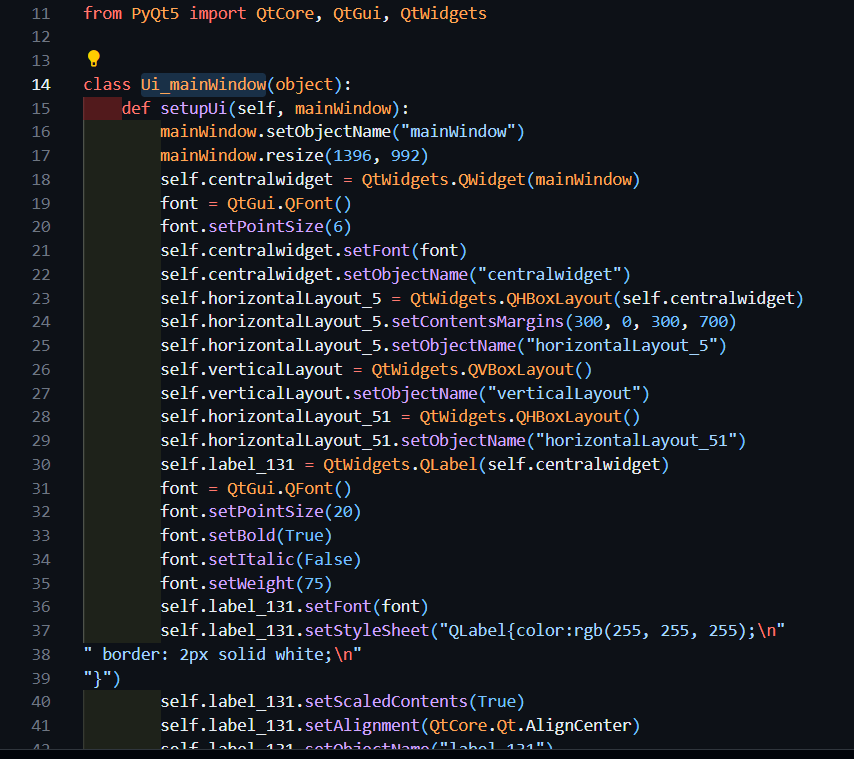 11 from PyQt5 import QtCore, QtGui, QtWidgets
12
13
14 class Ui_mainWindow(object):
15     def setupUi(self, mainWindow):
16         mainWindow.setObjectName("mainWindow")
17         mainWindow.resize(1396, 992)
18         self.centralwidget = QtWidgets.QWidget(mainWindow)
19         font = QtGui.QFont()
20         font.setPointSize(6)
21         self.centralwidget.setFont(font)
22         self.centralwidget.setObjectName("centralwidget")
23         self.horizontalLayout_5 = QtWidgets.QHBoxLayout(self.centralwidget)
24         self.horizontalLayout_5.setContentsMargins(300, 0, 300, 700)
25         self.horizontalLayout_5.setObjectName("horizontalLayout_5")
26         self.verticalLayout = QtWidgets.QVBoxLayout()
27         self.verticalLayout.setObjectName("verticalLayout")
28         self.horizontalLayout_51 = QtWidgets.QHBoxLayout()
29         self.horizontalLayout_51.setObjectName("horizontalLayout_51")
30         self.label_131 = QtWidgets.QLabel(self.centralwidget)
31         font = QtGui.QFont()
32         font.setPointSize(20)
33         font.setBold(True)
34         font.setItalic(False)
35         font.setWeight(75)
36         self.label_131.setFont(font)
37         self.label_131.setStyleSheet("QLabel{color:rgb(255, 255, 255);\n"
38 " border: 2px solid white;\n"
39 "}")
40         self.label_131.setScaledContents(True)
41         self.label_131.setAlignment(QtCore.Qt.AlignCenter)
42         self.label_131.setObjectName("label_131")